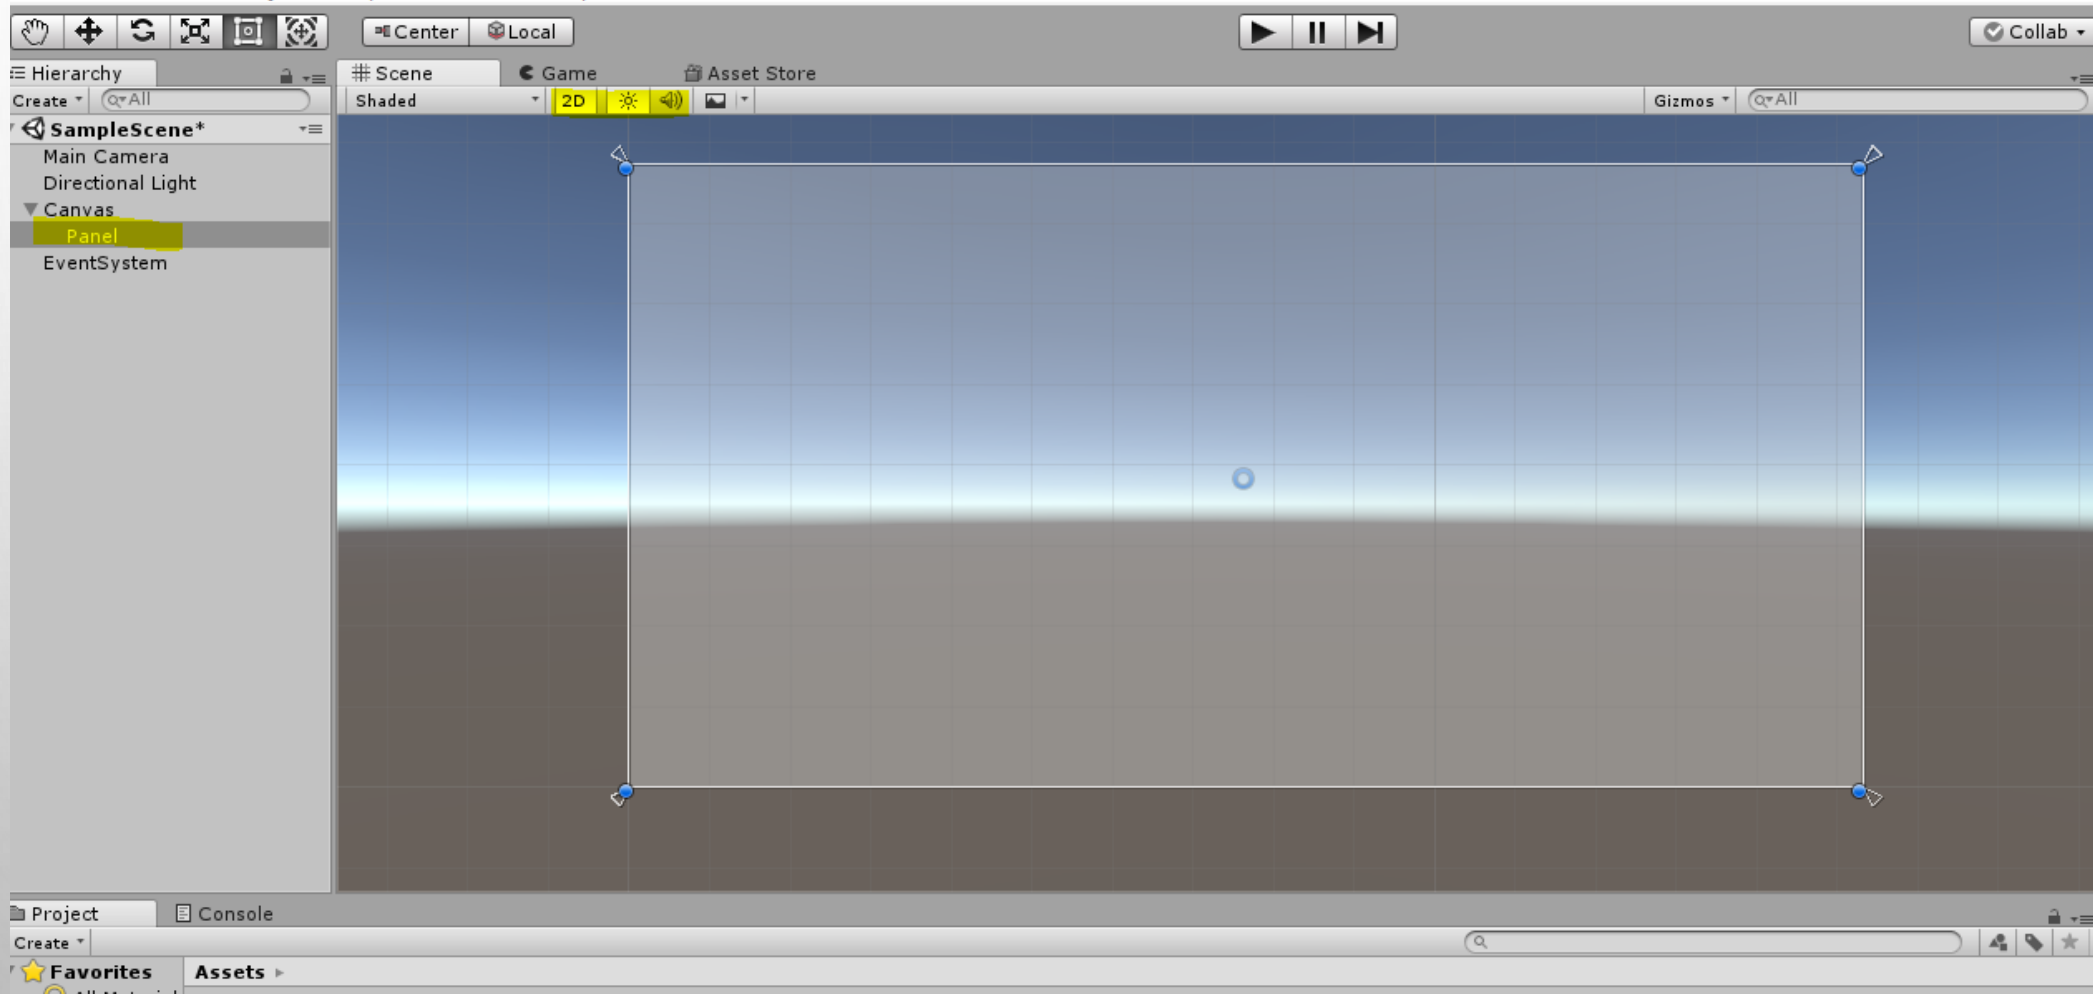 Center Local Collab
Hierarchy Scene Game Asset Store
Create All Shaded 2D Gizmos All
SampleScene*
Main Camera
Directional Light
Canvas
Panel
EventSystem
Project Console
Create
Favorites Assets